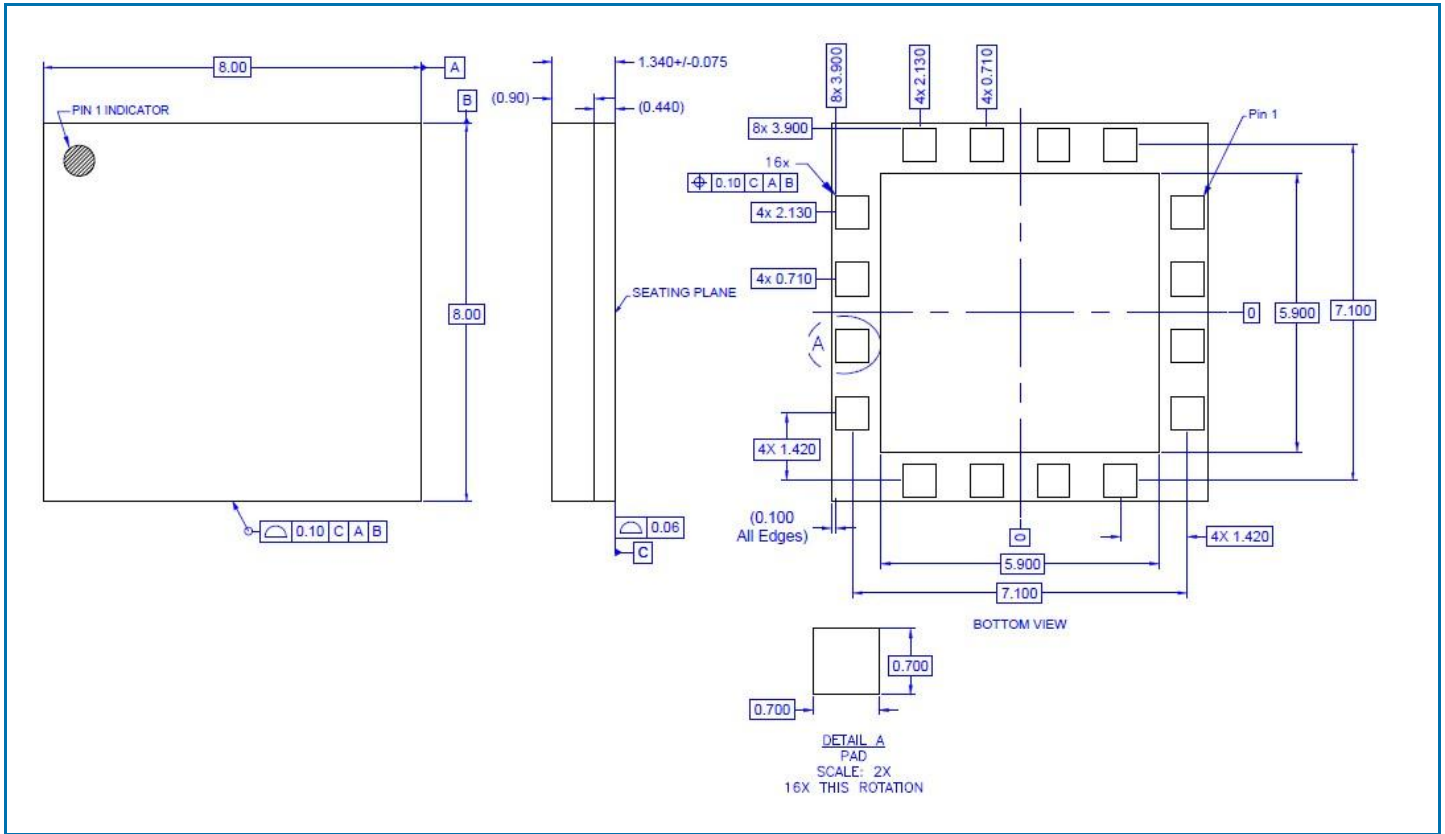 8.00
A
B
PIN 1 INDICATOR
8.00
⌓ 0.10 C A B
1.340+/-0.075
(0.90)
(0.440)
SEATING PLANE
⌓ 0.06
C
8x 3.900
4x 2.130
4x 0.710
8x 3.900
Pin 1
16x
⌖ 0.10 C A B
4x 2.130
4x 0.710
A
0
5.900
7.100
4X 1.420
(0.100
All Edges)
0
4X 1.420
5.900
7.100
BOTTOM VIEW
0.700
0.700
DETAIL A
PAD
SCALE: 2X
16X THIS ROTATION